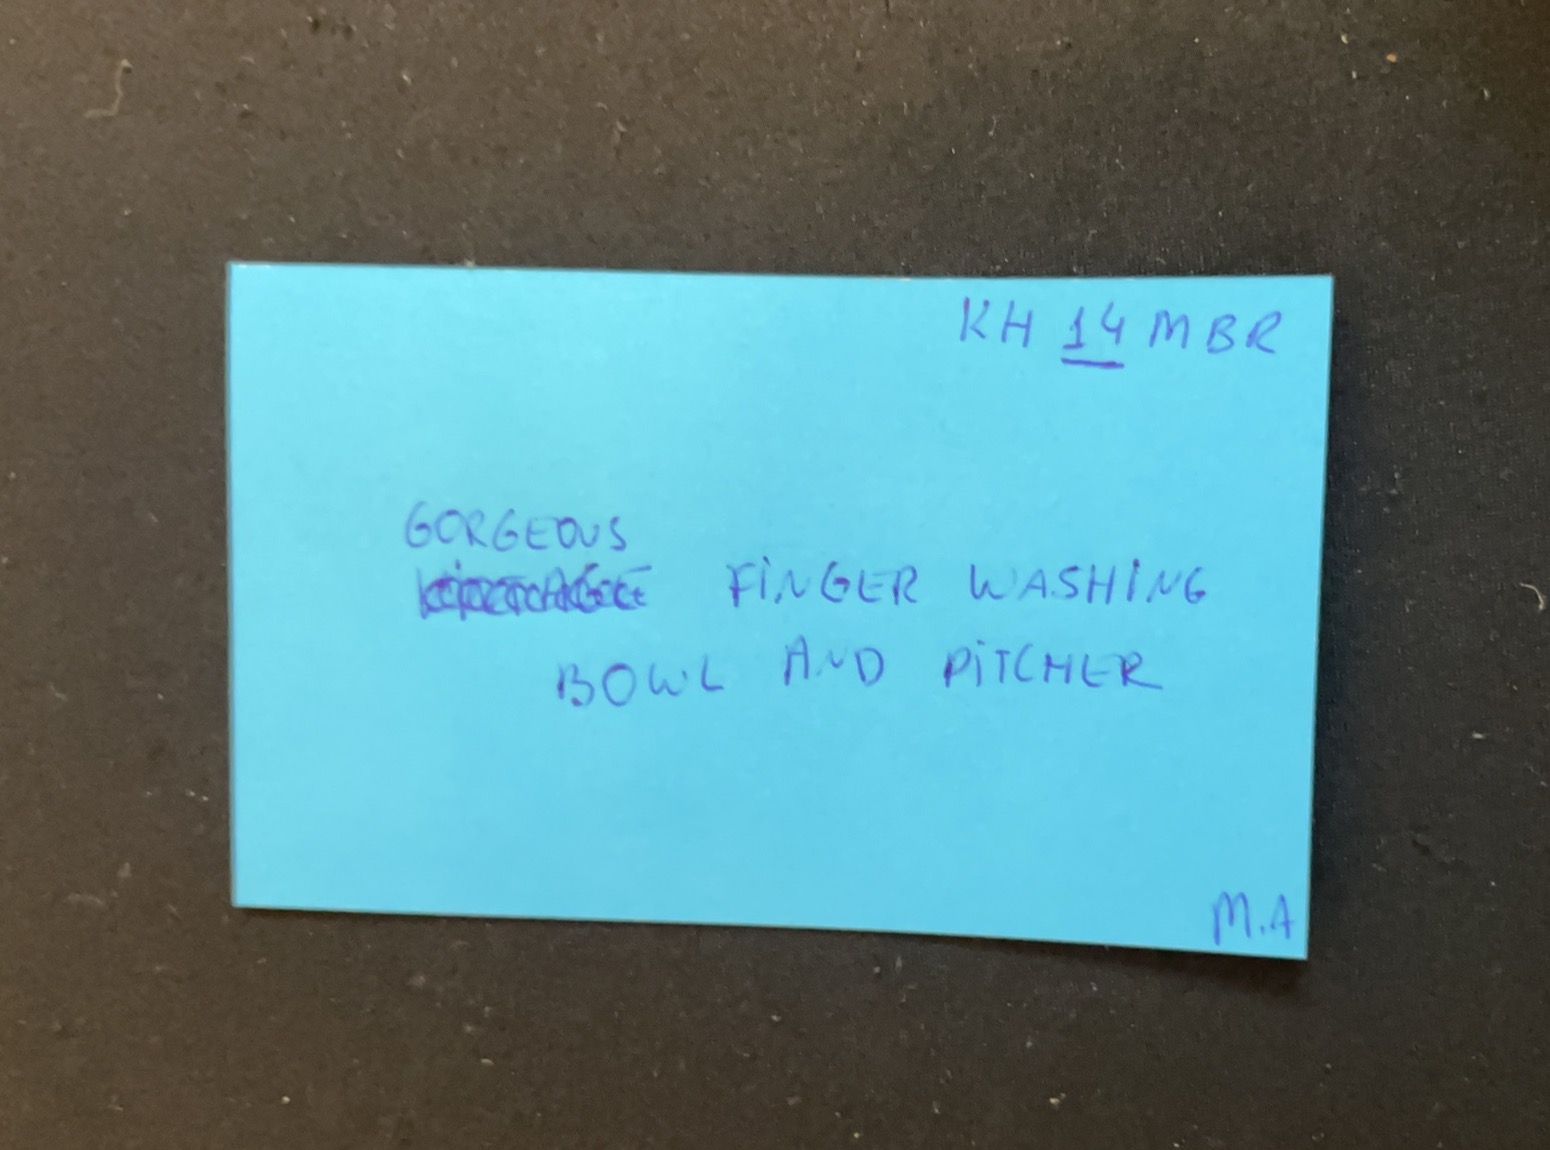 KH 14 MBR
GORGEOUS
FiNGER WASHiNG
BOWL AND PiTCHER
M.A